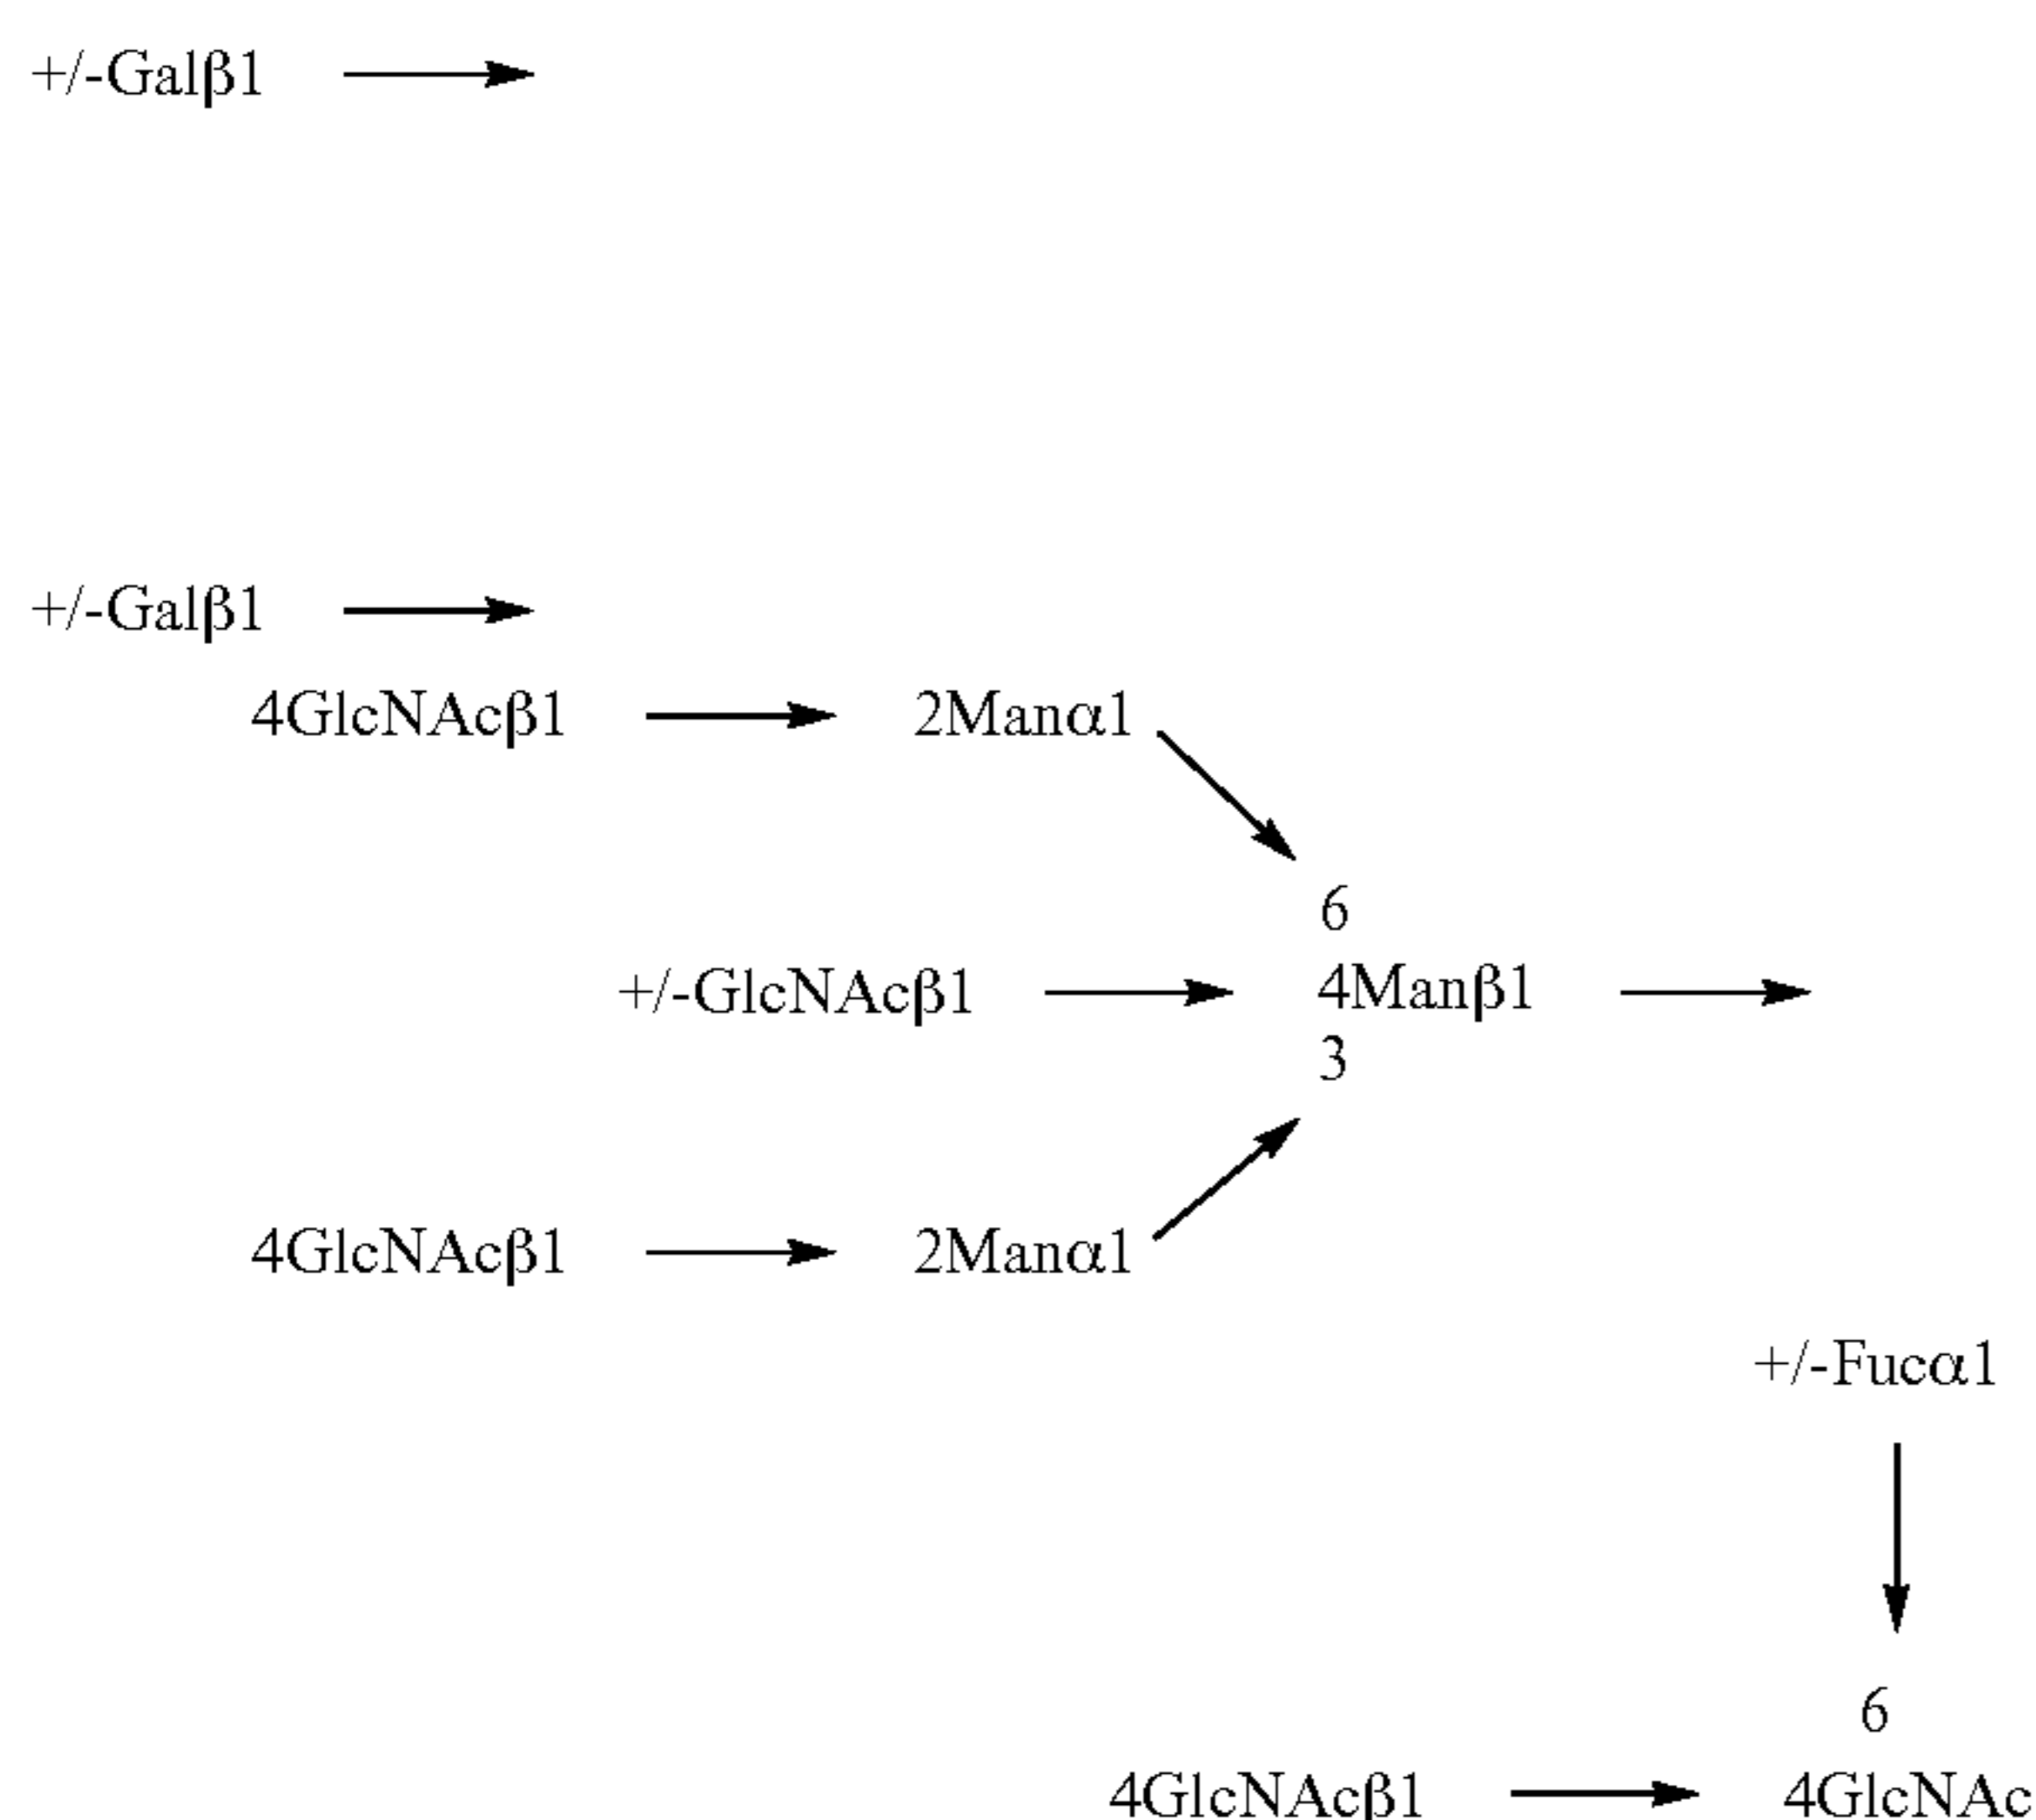 +/-Galβ1
+/-Galβ1
4GlcNAcβ1 2Manα1
6
+/-GlcNAcβ1 4Manβ1
3
4GlcNAcβ1 2Manα1
+/-Fucα1
6
4GlcNAcβ1 4GlcNAc